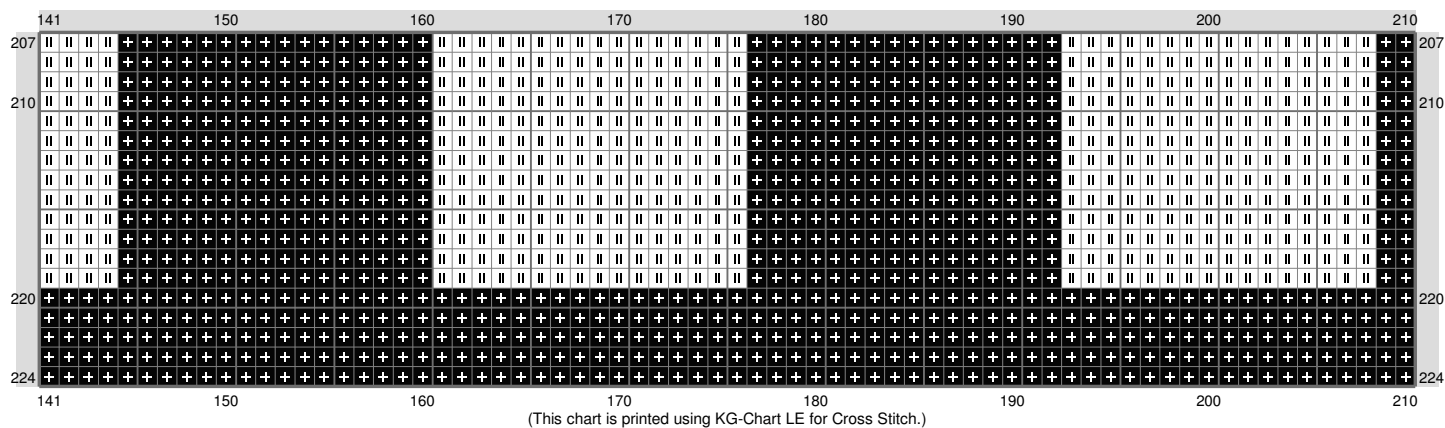 141 150 160 170 180 190 200 210
207 207
210 210
220 220
224 224
141 150 160 170 180 190 200 210
(This chart is printed using KG-Chart LE for Cross Stitch.)